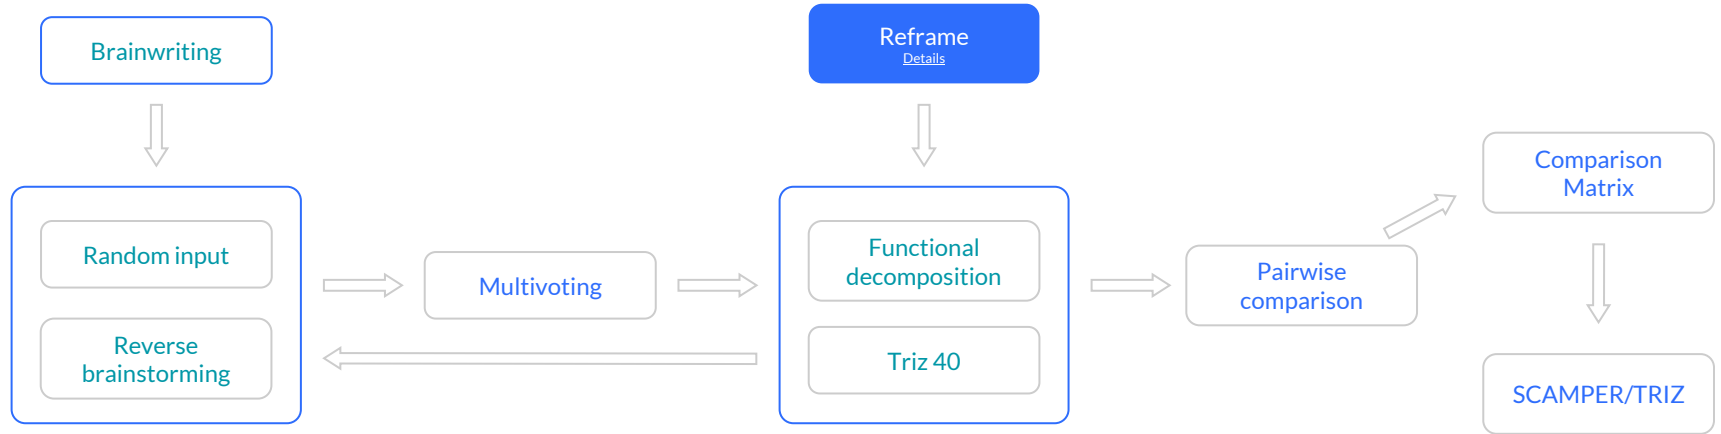 Brainwriting
Reframe
Details
Comparison
Matrix
Random input
Functional
decomposition
Multivoting
Pairwise
comparison
Reverse
brainstorming
Triz 40
SCAMPER/TRIZ